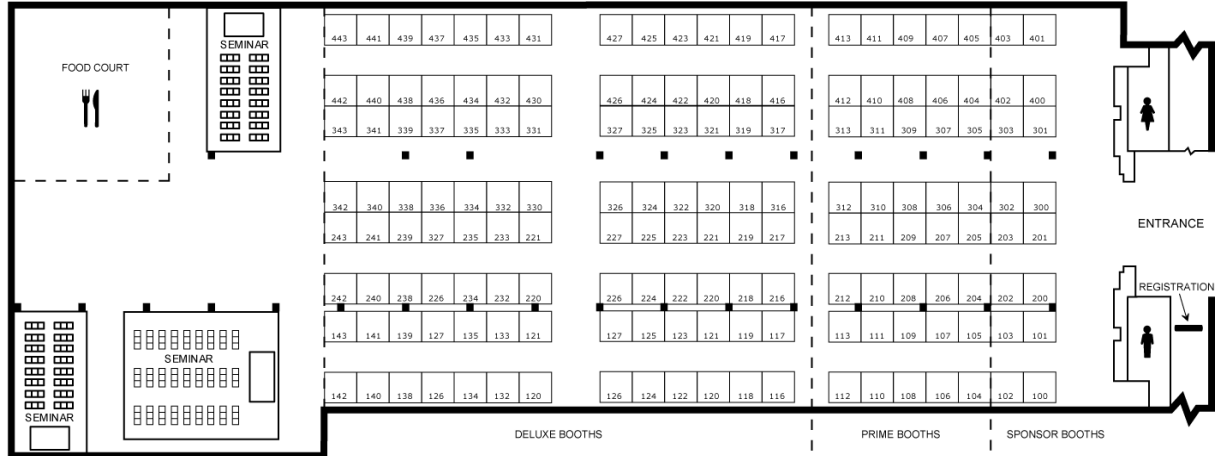 SEMINAR
FOOD COURT
443 441 439 437 435 433 431 427 425 423 421 419 417 413 411 409 407 405 403 401
442 440 438 436 434 432 430 426 424 422 420 418 416 412 410 408 406 404 402 400
343 341 339 337 335 333 331 327 325 323 321 319 317 313 311 309 307 305 303 301
342 340 338 336 334 332 330 326 324 322 320 318 316 312 310 308 306 304 302 300
243 241 239 327 235 233 221 227 225 223 221 219 217 213 211 209 207 205 203 201
ENTRANCE
242 240 238 226 234 232 220 226 224 222 220 218 216 212 210 208 206 204 202 200
REGISTRATION
143 141 139 127 135 133 121 127 125 123 121 119 117 113 111 109 107 105 103 101
SEMINAR
142 140 138 126 134 132 120 126 124 122 120 118 116 112 110 108 106 104 102 100
SEMINAR
DELUXE BOOTHS PRIME BOOTHS SPONSOR BOOTHS